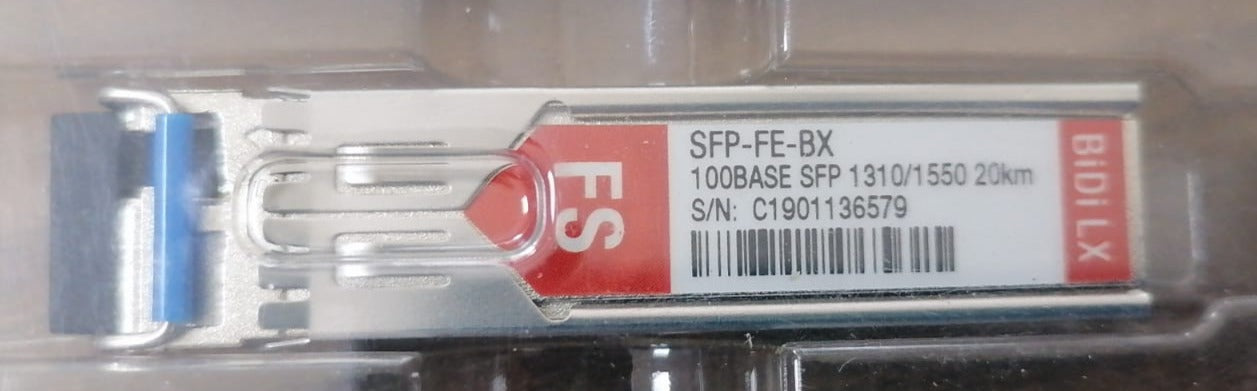 FS
SFP-FE-BX
100BASE SFP 1310/1550 20km
S/N: C1901136579
BiDi LX